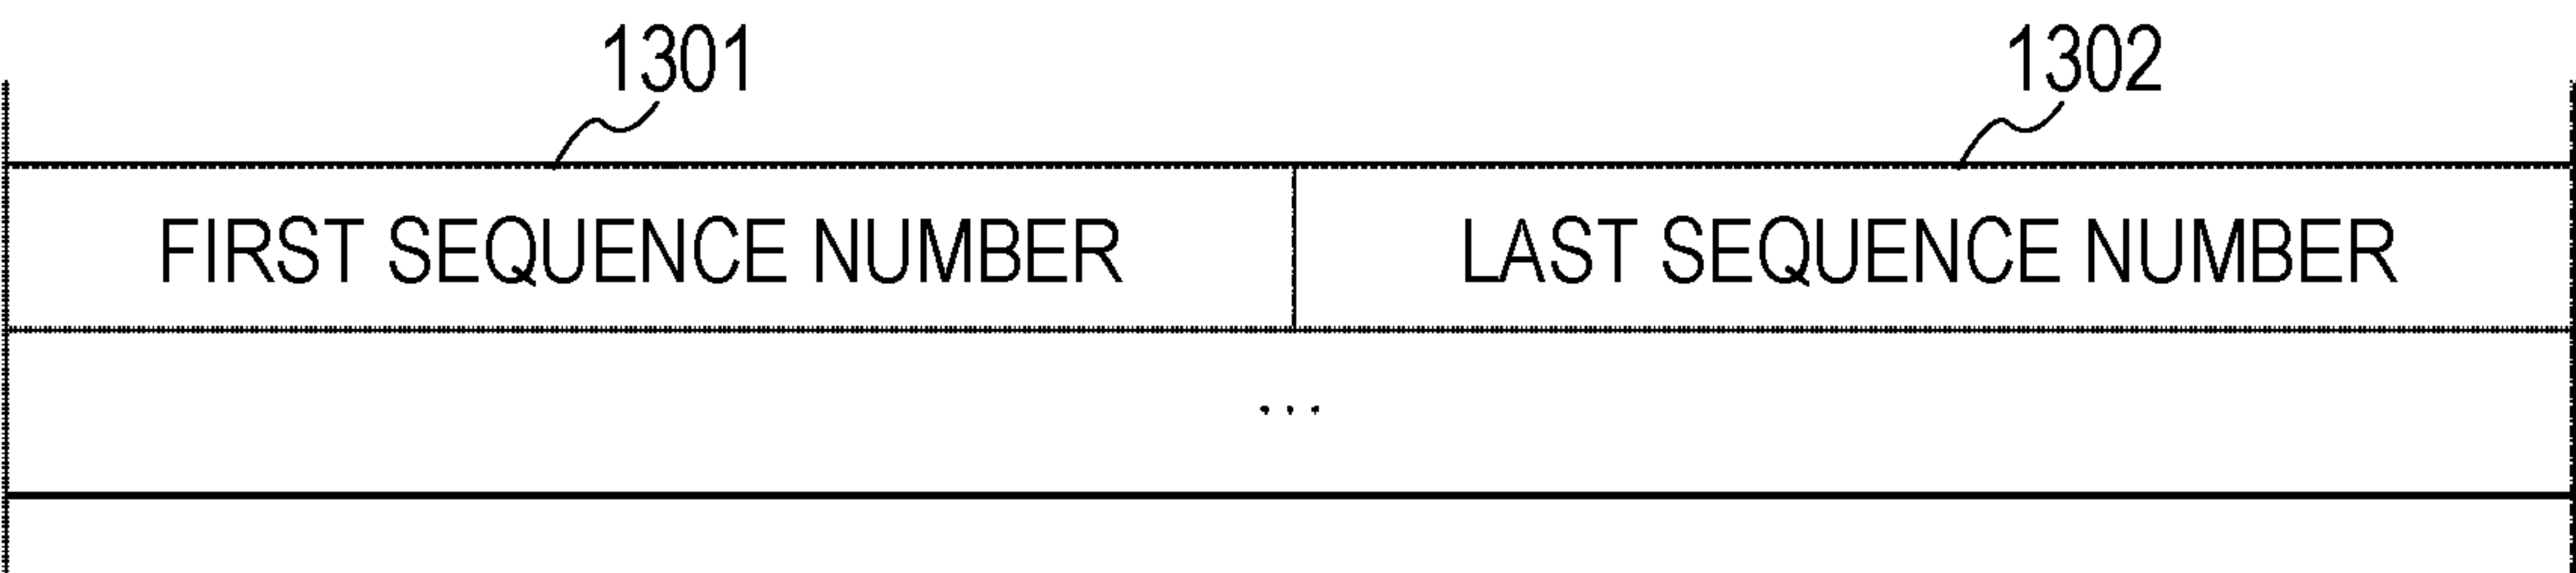 1301 1302
FIRST SEQUENCE NUMBER LAST SEQUENCE NUMBER
...